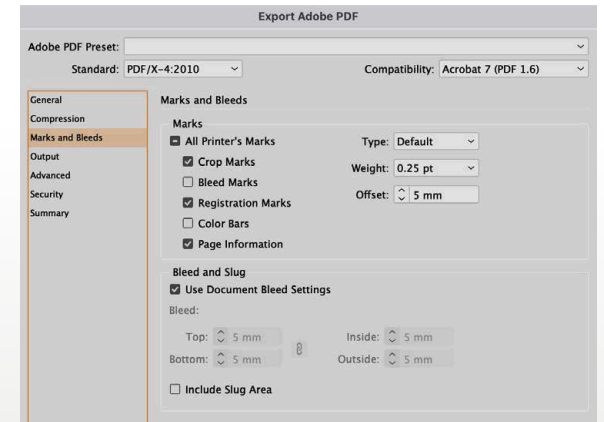 Export Adobe PDF
Adobe PDF Preset:
Standard: PDF/X-4:2010 Compatibility: Acrobat 7 (PDF 1.6)
General
Compression
Marks and Bleeds
Output
Advanced
Security
Summary
Marks and Bleeds
Marks
All Printer's Marks Type: Default
Crop Marks Weight: 0.25 pt
Bleed Marks
Registration Marks Offset: 5 mm
Color Bars
Page Information
Bleed and Slug
Use Document Bleed Settings
Bleed:
Top: 5 mm Inside: 5 mm
Bottom: 5 mm Outside: 5 mm
Include Slug Area